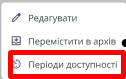 Редагувати
Перемістити в архів
Періоди доступності